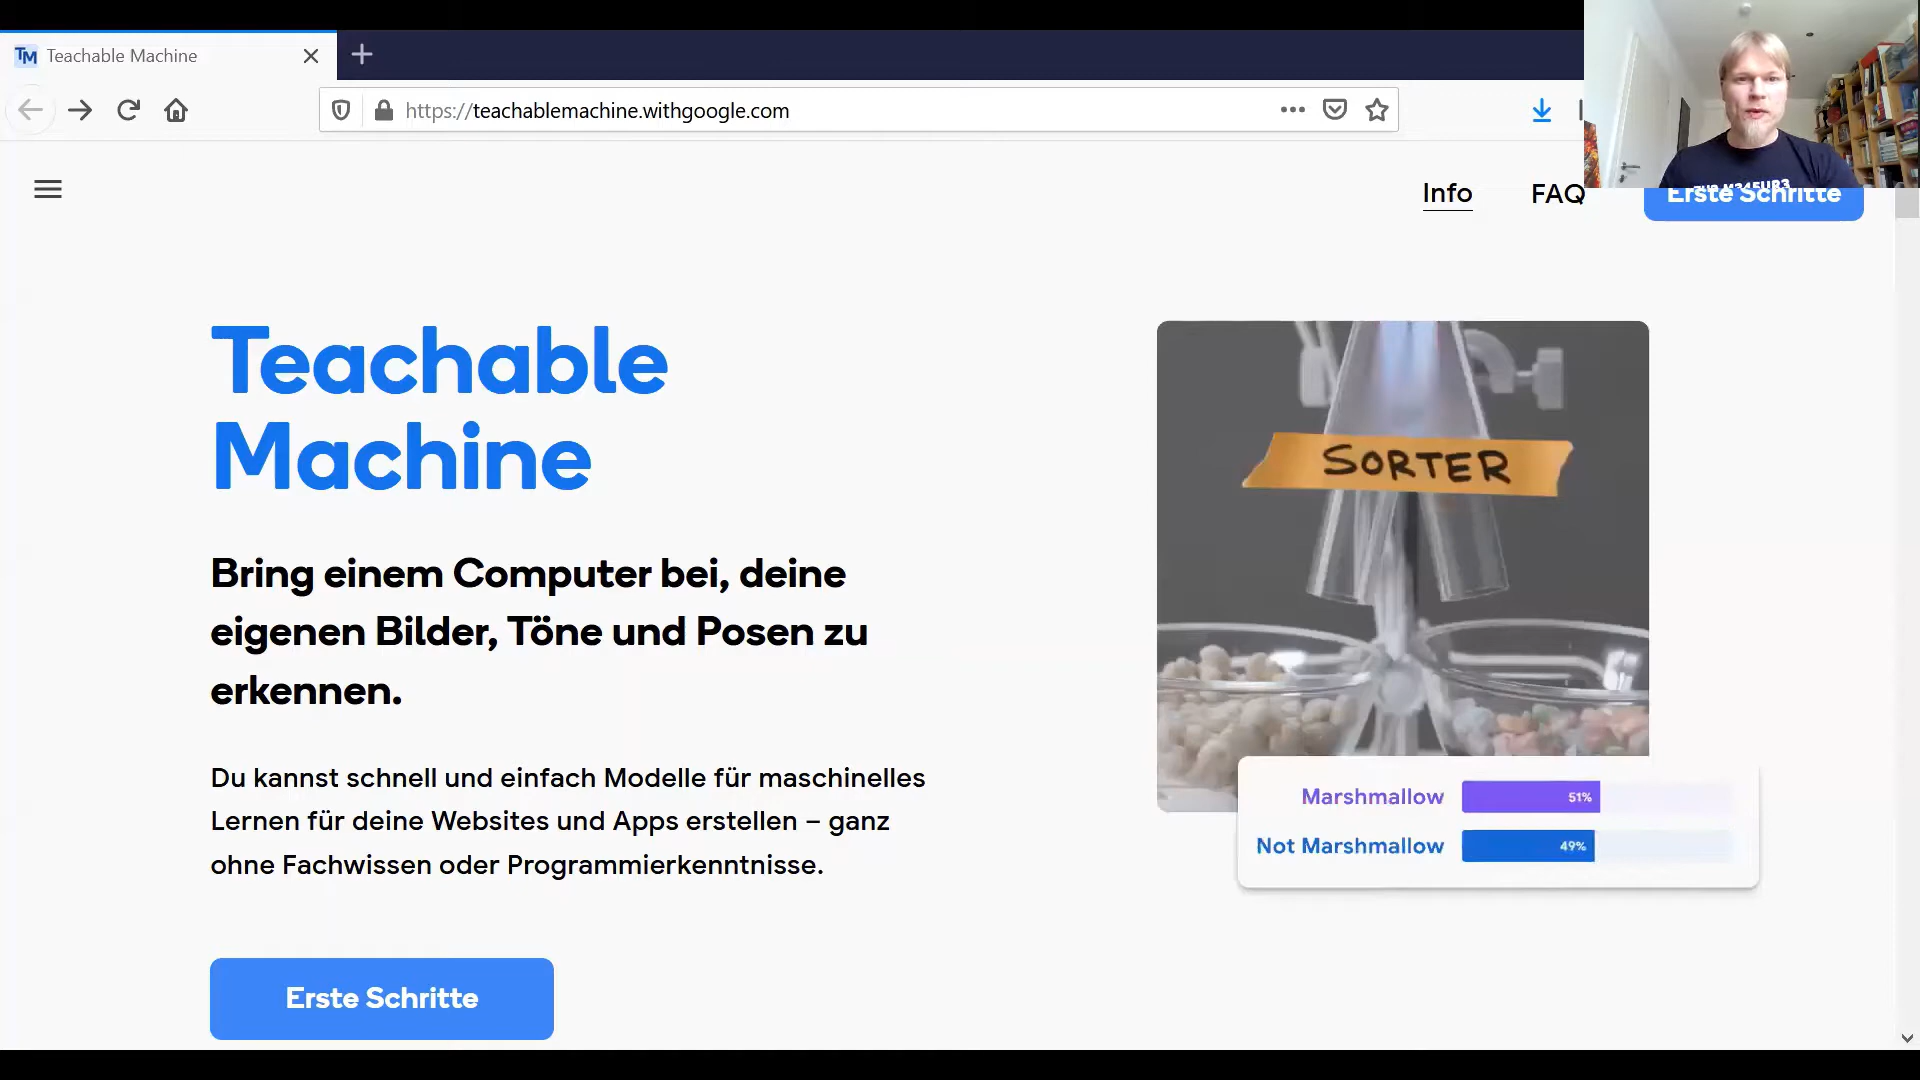 Teachable Machine
https://teachablemachine.withgoogle.com
Info
FAQ
Erste Schritte
Teachable
Machine
Bring einem Computer bei, deine
eigenen Bilder, Töne und Posen zu
erkennen.
Du kannst schnell und einfach Modelle für maschinelles
Lernen für deine Websites und Apps erstellen – ganz
ohne Fachwissen oder Programmierkenntnisse.
Erste Schritte
SORTER
Marshmallow 51%
Not Marshmallow 49%